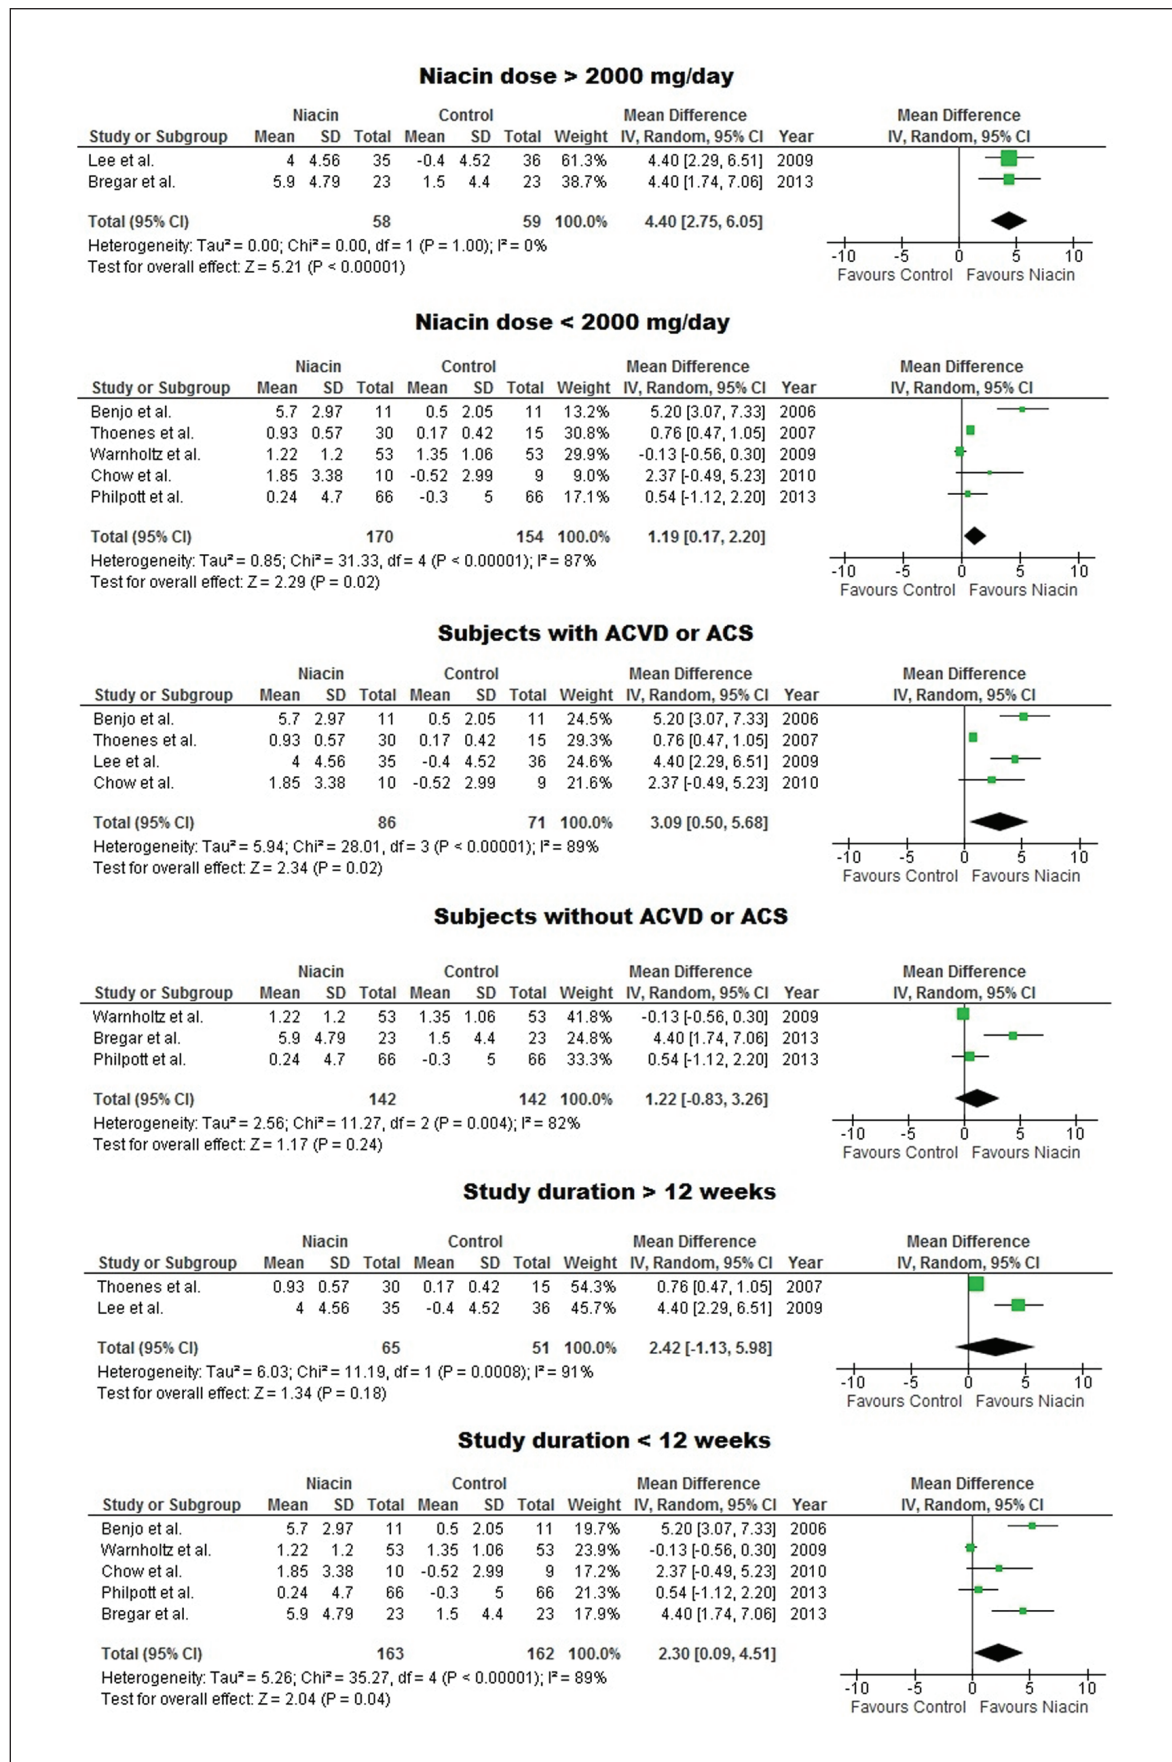 Niacin dose > 2000 mg/day
Niacin Control Mean Difference Mean Difference
Study or Subgroup Mean SD Total Mean SD Total Weight IV, Random, 95% CI Year IV, Random, 95% CI
Lee et al. 4 4.56 35 -0.4 4.52 36 61.3% 4.40 [2.29, 6.51] 2009
Bregar et al. 5.9 4.79 23 1.5 4.4 23 38.7% 4.40 [1.74, 7.06] 2013
Total (95% CI) 58 59 100.0% 4.40 [2.75, 6.05]
Heterogeneity: Tau² = 0.00; Chi² = 0.00, df = 1 (P = 1.00); I² = 0%
Test for overall effect: Z = 5.21 (P < 0.00001)
-10 -5 0 5 10
Favours Control Favours Niacin
Niacin dose < 2000 mg/day
Niacin Control Mean Difference Mean Difference
Study or Subgroup Mean SD Total Mean SD Total Weight IV, Random, 95% CI Year IV, Random, 95% CI
Benjo et al. 5.7 2.97 11 0.5 2.05 11 13.2% 5.20 [3.07, 7.33] 2006
Thoenes et al. 0.93 0.57 30 0.17 0.42 15 30.8% 0.76 [0.47, 1.05] 2007
Warnholtz et al. 1.22 1.2 53 1.35 1.06 53 29.9% -0.13 [-0.56, 0.30] 2009
Chow et al. 1.85 3.38 10 -0.52 2.99 9 9.0% 2.37 [-0.49, 5.23] 2010
Philpott et al. 0.24 4.7 66 -0.3 5 66 17.1% 0.54 [-1.12, 2.20] 2013
Total (95% CI) 170 154 100.0% 1.19 [0.17, 2.20]
Heterogeneity: Tau² = 0.85; Chi² = 31.33, df = 4 (P < 0.00001); I² = 87%
Test for overall effect: Z = 2.29 (P = 0.02)
-10 -5 0 5 10
Favours Control Favours Niacin
Subjects with ACVD or ACS
Niacin Control Mean Difference Mean Difference
Study or Subgroup Mean SD Total Mean SD Total Weight IV, Random, 95% CI Year IV, Random, 95% CI
Benjo et al. 5.7 2.97 11 0.5 2.05 11 24.5% 5.20 [3.07, 7.33] 2006
Thoenes et al. 0.93 0.57 30 0.17 0.42 15 29.3% 0.76 [0.47, 1.05] 2007
Lee et al. 4 4.56 35 -0.4 4.52 36 24.6% 4.40 [2.29, 6.51] 2009
Chow et al. 1.85 3.38 10 -0.52 2.99 9 21.6% 2.37 [-0.49, 5.23] 2010
Total (95% CI) 86 71 100.0% 3.09 [0.50, 5.68]
Heterogeneity: Tau² = 5.94; Chi² = 28.01, df = 3 (P < 0.00001); I² = 89%
Test for overall effect: Z = 2.34 (P = 0.02)
-10 -5 0 5 10
Favours Control Favours Niacin
Subjects without ACVD or ACS
Niacin Control Mean Difference Mean Difference
Study or Subgroup Mean SD Total Mean SD Total Weight IV, Random, 95% CI Year IV, Random, 95% CI
Warnholtz et al. 1.22 1.2 53 1.35 1.06 53 41.8% -0.13 [-0.56, 0.30] 2009
Bregar et al. 5.9 4.79 23 1.5 4.4 23 24.8% 4.40 [1.74, 7.06] 2013
Philpott et al. 0.24 4.7 66 -0.3 5 66 33.3% 0.54 [-1.12, 2.20] 2013
Total (95% CI) 142 142 100.0% 1.22 [-0.83, 3.26]
Heterogeneity: Tau² = 2.56; Chi² = 11.27, df = 2 (P = 0.004); I² = 82%
Test for overall effect: Z = 1.17 (P = 0.24)
-10 -5 0 5 10
Favours Control Favours Niacin
Study duration > 12 weeks
Niacin Control Mean Difference Mean Difference
Study or Subgroup Mean SD Total Mean SD Total Weight IV, Random, 95% CI Year IV, Random, 95% CI
Thoenes et al. 0.93 0.57 30 0.17 0.42 15 54.3% 0.76 [0.47, 1.05] 2007
Lee et al. 4 4.56 35 -0.4 4.52 36 45.7% 4.40 [2.29, 6.51] 2009
Total (95% CI) 65 51 100.0% 2.42 [-1.13, 5.98]
Heterogeneity: Tau² = 6.03; Chi² = 11.19, df = 1 (P = 0.0008); I² = 91%
Test for overall effect: Z = 1.34 (P = 0.18)
-10 -5 0 5 10
Favours Control Favours Niacin
Study duration < 12 weeks
Niacin Control Mean Difference Mean Difference
Study or Subgroup Mean SD Total Mean SD Total Weight IV, Random, 95% CI Year IV, Random, 95% CI
Benjo et al. 5.7 2.97 11 0.5 2.05 11 19.7% 5.20 [3.07, 7.33] 2006
Warnholtz et al. 1.22 1.2 53 1.35 1.06 53 23.9% -0.13 [-0.56, 0.30] 2009
Chow et al. 1.85 3.38 10 -0.52 2.99 9 17.2% 2.37 [-0.49, 5.23] 2010
Philpott et al. 0.24 4.7 66 -0.3 5 66 21.3% 0.54 [-1.12, 2.20] 2013
Bregar et al. 5.9 4.79 23 1.5 4.4 23 17.9% 4.40 [1.74, 7.06] 2013
Total (95% CI) 163 162 100.0% 2.30 [0.09, 4.51]
Heterogeneity: Tau² = 5.26; Chi² = 35.27, df = 4 (P < 0.00001); I² = 89%
Test for overall effect: Z = 2.04 (P = 0.04)
-10 -5 0 5 10
Favours Control Favours Niacin